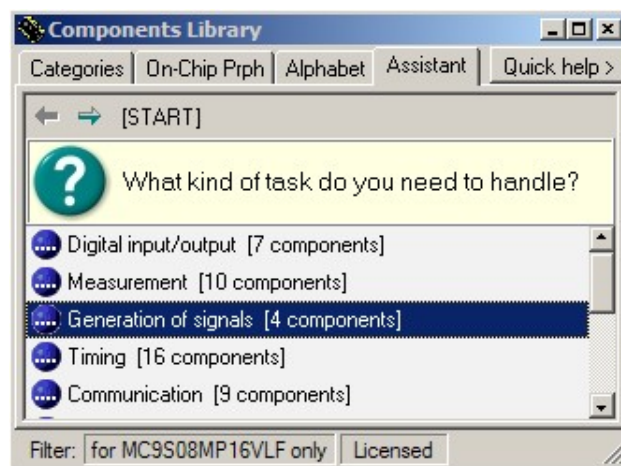 Components Library
Categories On-Chip Prph Alphabet Assistant Quick help >
[START]
What kind of task do you need to handle?
Digital input/output [7 components]
Measurement [10 components]
Generation of signals [4 components]
Timing [16 components]
Communication [9 components]
Filter: for MC9S08MP16VLF only Licensed